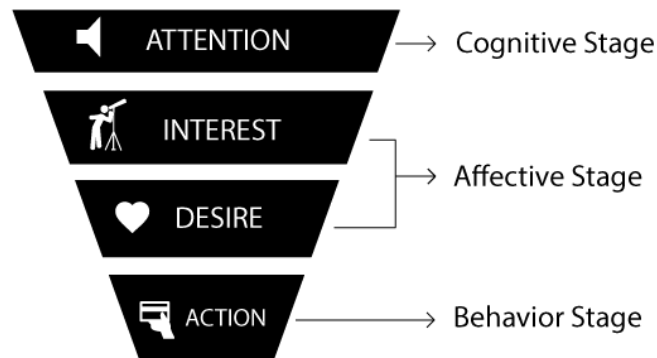 ATTENTION
Cognitive Stage
INTEREST
Affective Stage
DESIRE
ACTION
Behavior Stage